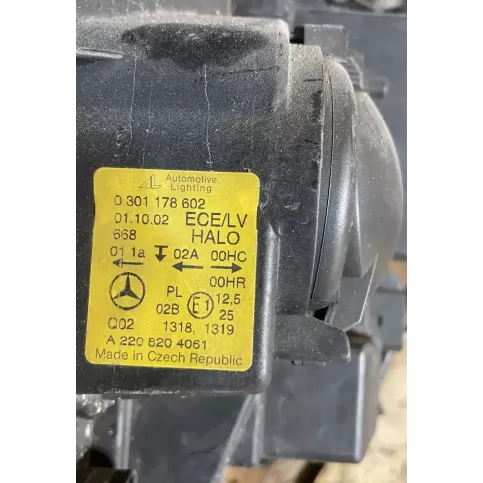 AL Automotive
Lighting
0 301 178 602
01.10.02 ECE/LV
668 HALO
01 1a 02A 00HC
00HR
PL E1 12,5
02B 25
Q02 1318, 1319
A 220 820 4061
Made in Czech Republic